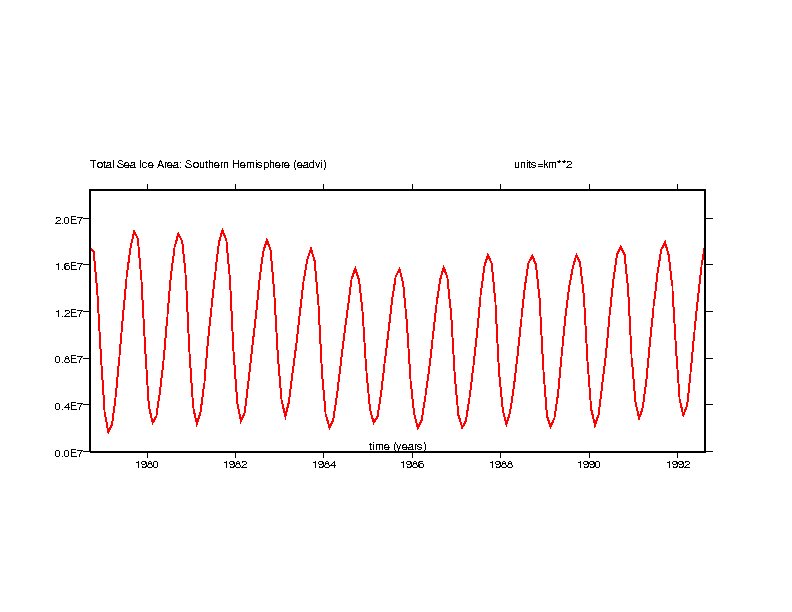 Total Sea Ice Area: Southern Hemisphere (eadvi) units=km**2
2.0E7
1.6E7
1.2E7
0.8E7
0.4E7
0.0E7
time (years)
1980 1982 1984 1986 1988 1990 1992